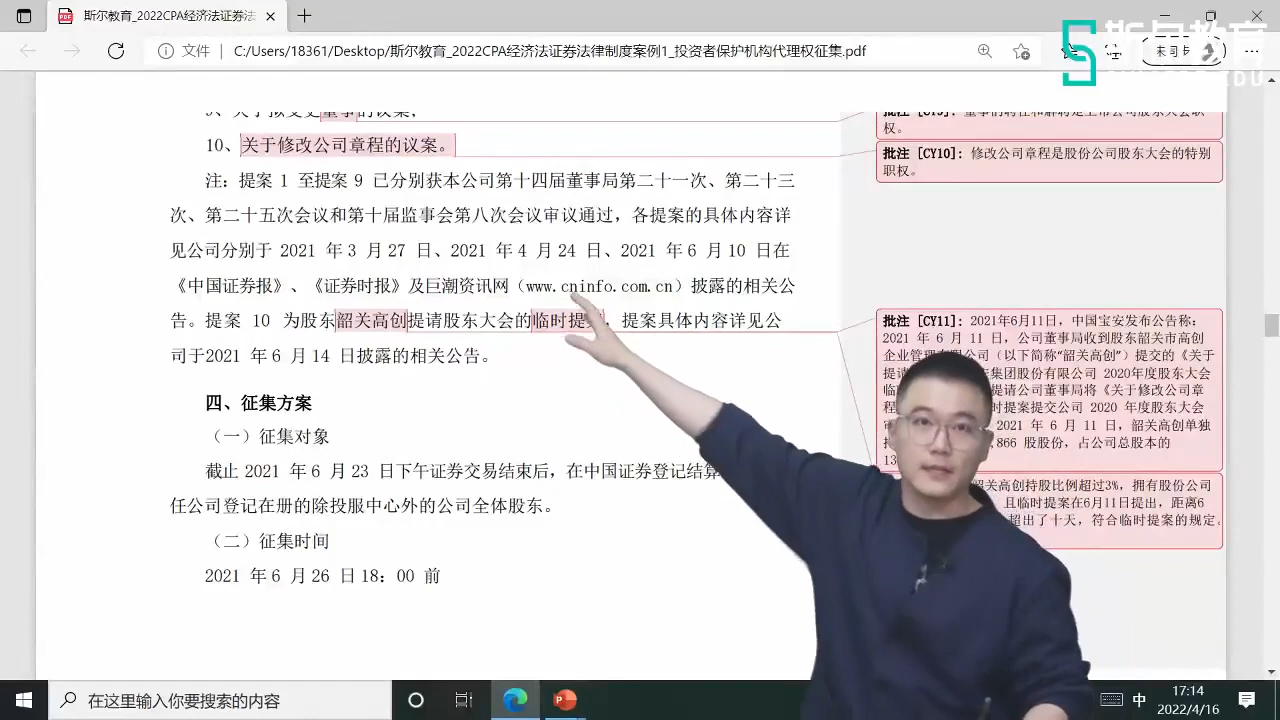 斯尔教育_2022CPA经济法证券法
文件
C:/Users/18361/Desktop/斯尔教育_2022CPA经济法证券法律制度案例1_投资者保护机构代理权征集.pdf
斯尔教育
10、关于修改公司章程的议案。
注：提案 1 至提案 9 已分别获本公司第十四届董事局第二十一次、第二十三
次、第二十五次会议和第十届监事会第八次会议审议通过，各提案的具体内容详
见公司分别于 2021 年 3 月 27 日、2021 年 4 月 24 日、2021 年 6 月 10 日在
《中国证券报》、《证券时报》及巨潮资讯网（www.cninfo.com.cn）披露的相关公
告。提案 10 为股东韶关高创提请股东大会的临时提案，提案具体内容详见公
司于2021 年 6 月 14 日披露的相关公告。
四、征集方案
（一）征集对象
截止 2021 年 6 月 23 日下午证券交易结束后，在中国证券登记结算
任公司登记在册的除投服中心外的公司全体股东。
（二）征集时间
2021 年 6 月 26 日18：00 前
权。
批注 [CY10]: 修改公司章程是股份公司股东大会的特别
职权。
批注 [CY11]: 2021年6月11日，中国宝安发布公告称：
2021 年 6 月 11 日，公司董事局收到股东韶关市高创
企业管理有限公司（以下简称“韶关高创”）提交的《关于
提请 集团股份有限公司 2020年度股东大会
临 提请公司董事局将《关于修改公司章
程 时提案提交公司 2020 年度股东大会
2021 年 6 月 11 日，韶关高创单独
,866 股股份，占公司总股本的
13
韶关高创持股比例超过3%，拥有股份公司
且临时提案在6月11日提出，距离6
超出了十天，符合临时提案的规定。
在这里输入你要搜索的内容
中
17:14
2022/4/16